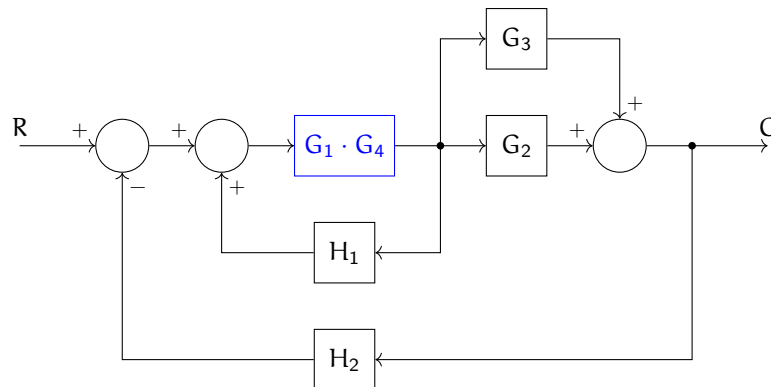 G₃
+
R
+
+
G₁ · G₄
G₂
+
C
−
+
H₁
H₂